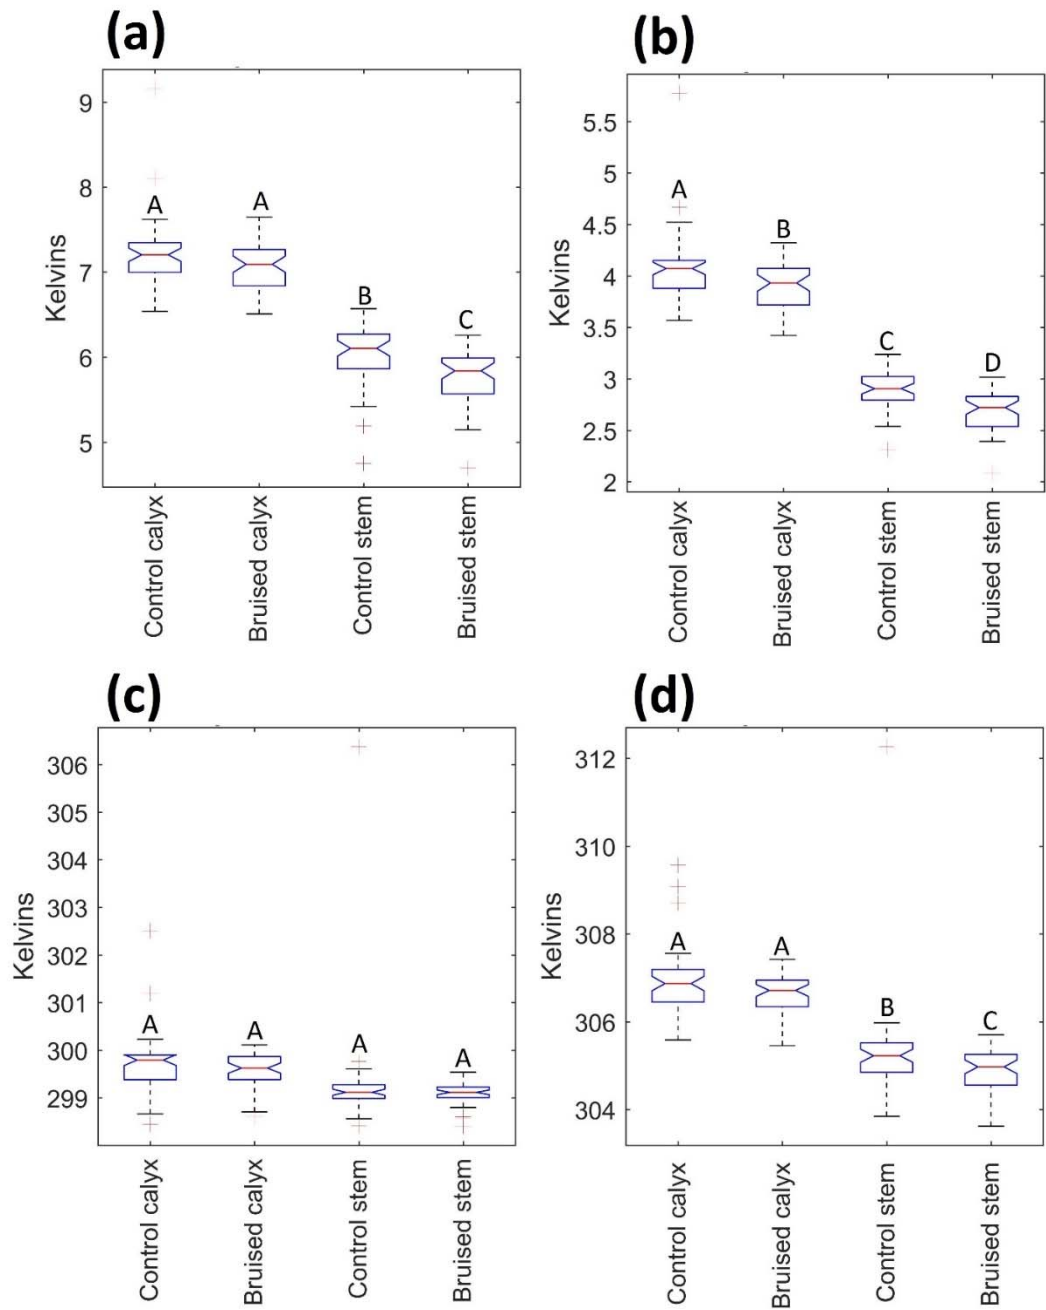 (a)
Kelvins
9
8
7
6
5
A
A
B
C
Control calyx
Bruised calyx
Control stem
Bruised stem
(b)
Kelvins
5.5
5
4.5
4
3.5
3
2.5
2
A
B
C
D
Control calyx
Bruised calyx
Control stem
Bruised stem
(c)
Kelvins
306
305
304
303
302
301
300
299
A
A
A
A
Control calyx
Bruised calyx
Control stem
Bruised stem
(d)
Kelvins
312
310
308
306
304
A
A
B
C
Control calyx
Bruised calyx
Control stem
Bruised stem